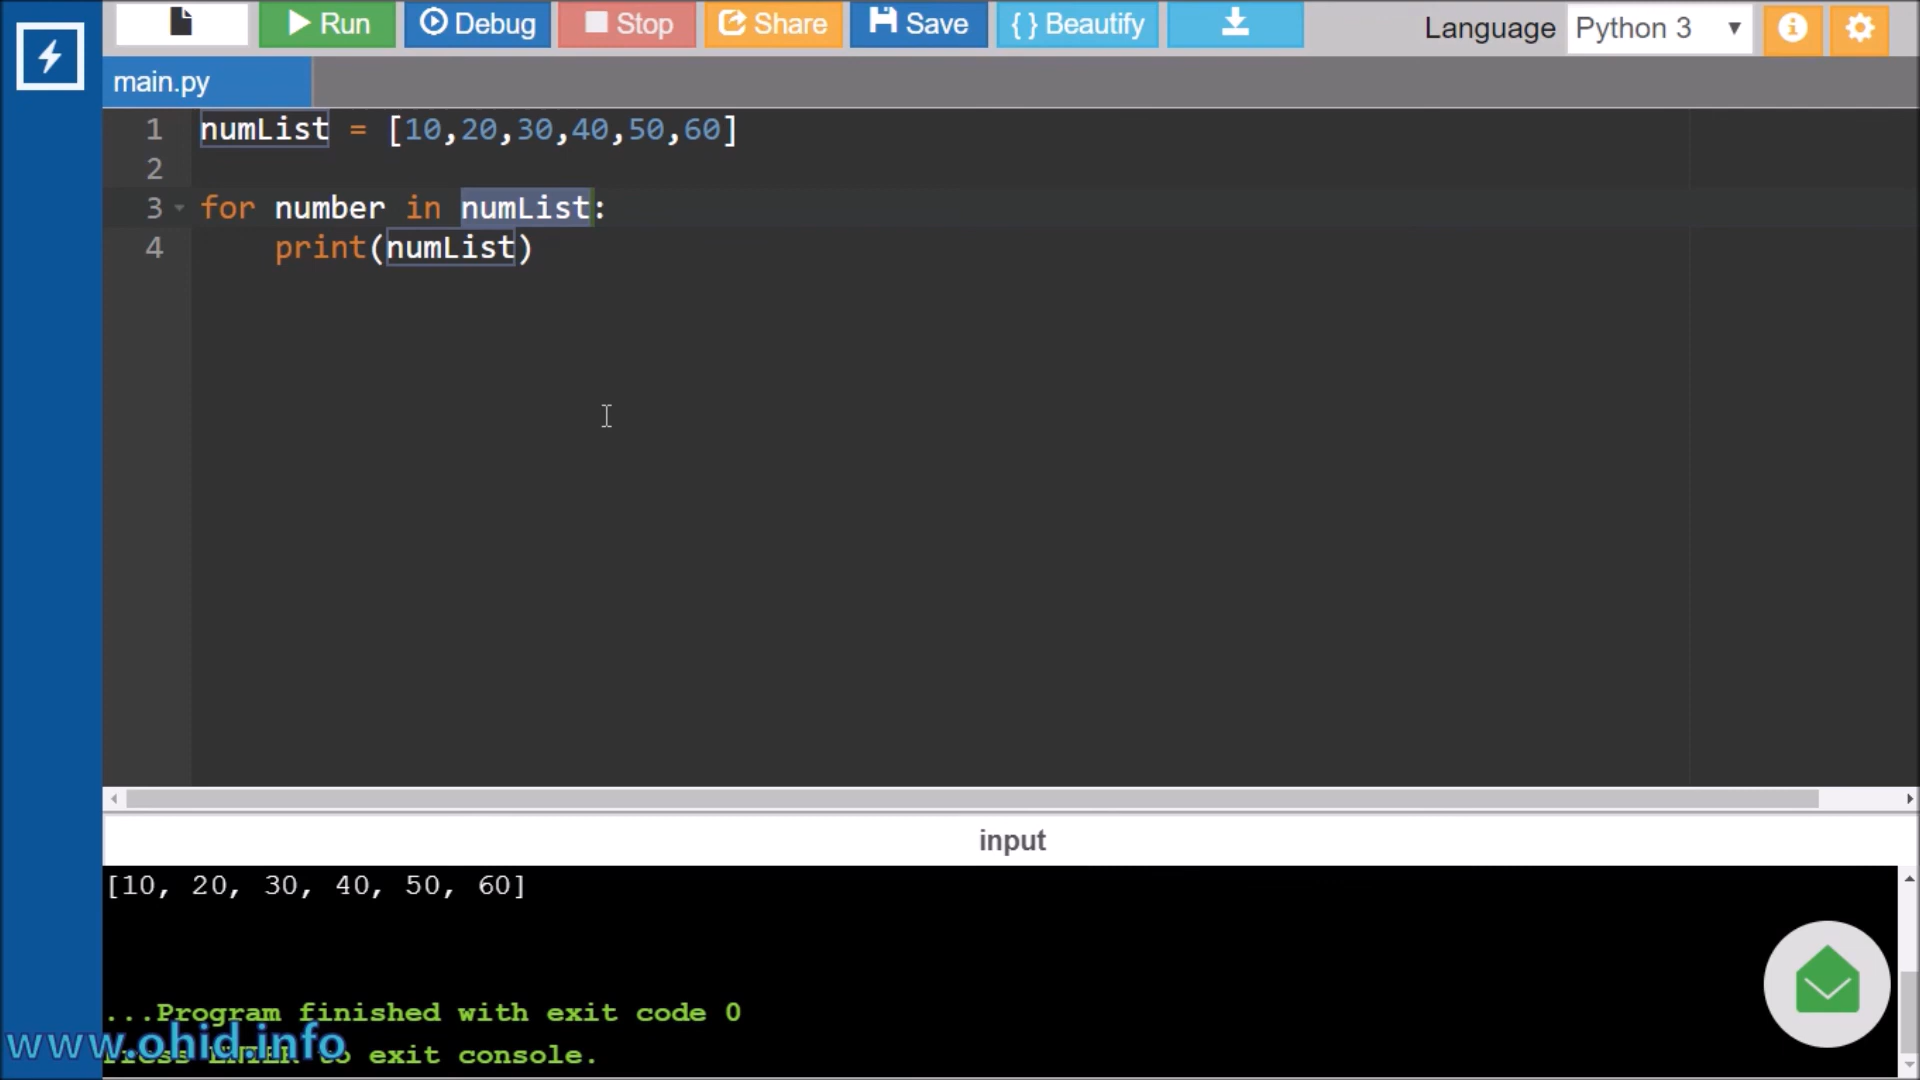 Run Debug Stop Share Save { } Beautify Language Python 3
main.py
1 numList = [10,20,30,40,50,60]
2
3 for number in numList:
4 print(numList)
input
[10, 20, 30, 40, 50, 60]
...Program finished with exit code 0
Press ENTER to exit console.
www.ohid.info